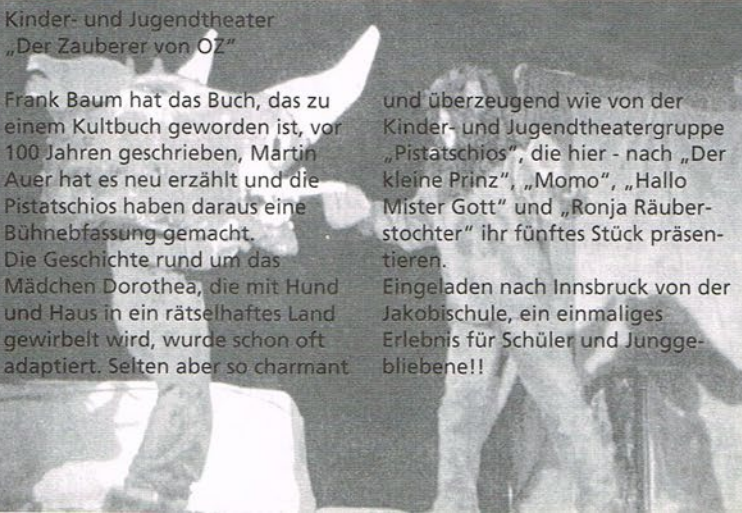 Kinder- und Jugendtheater
„Der Zauberer von OZ"
Frank Baum hat das Buch, das zu
einem Kultbuch geworden ist, vor
100 Jahren geschrieben, Martin
Auer hat es neu erzählt und die
Pistatschios haben daraus eine
Bühnebfassung gemacht.
Die Geschichte rund um das
Mädchen Dorothea, die mit Hund
und Haus in ein rätselhaftes Land
gewirbelt wird, wurde schon oft
adaptiert. Selten aber so charmant
und überzeugend wie von der
Kinder- und Jugendtheatergruppe
„Pistatschios", die hier - nach „Der
kleine Prinz", „Momo", „Hallo
Mister Gott" und „Ronja Räuber-
stochter" ihr fünftes Stück präsen-
tieren.
Eingeladen nach Innsbruck von der
Jakobischule, ein einmaliges
Erlebnis für Schüler und Jungge-
bliebene!!